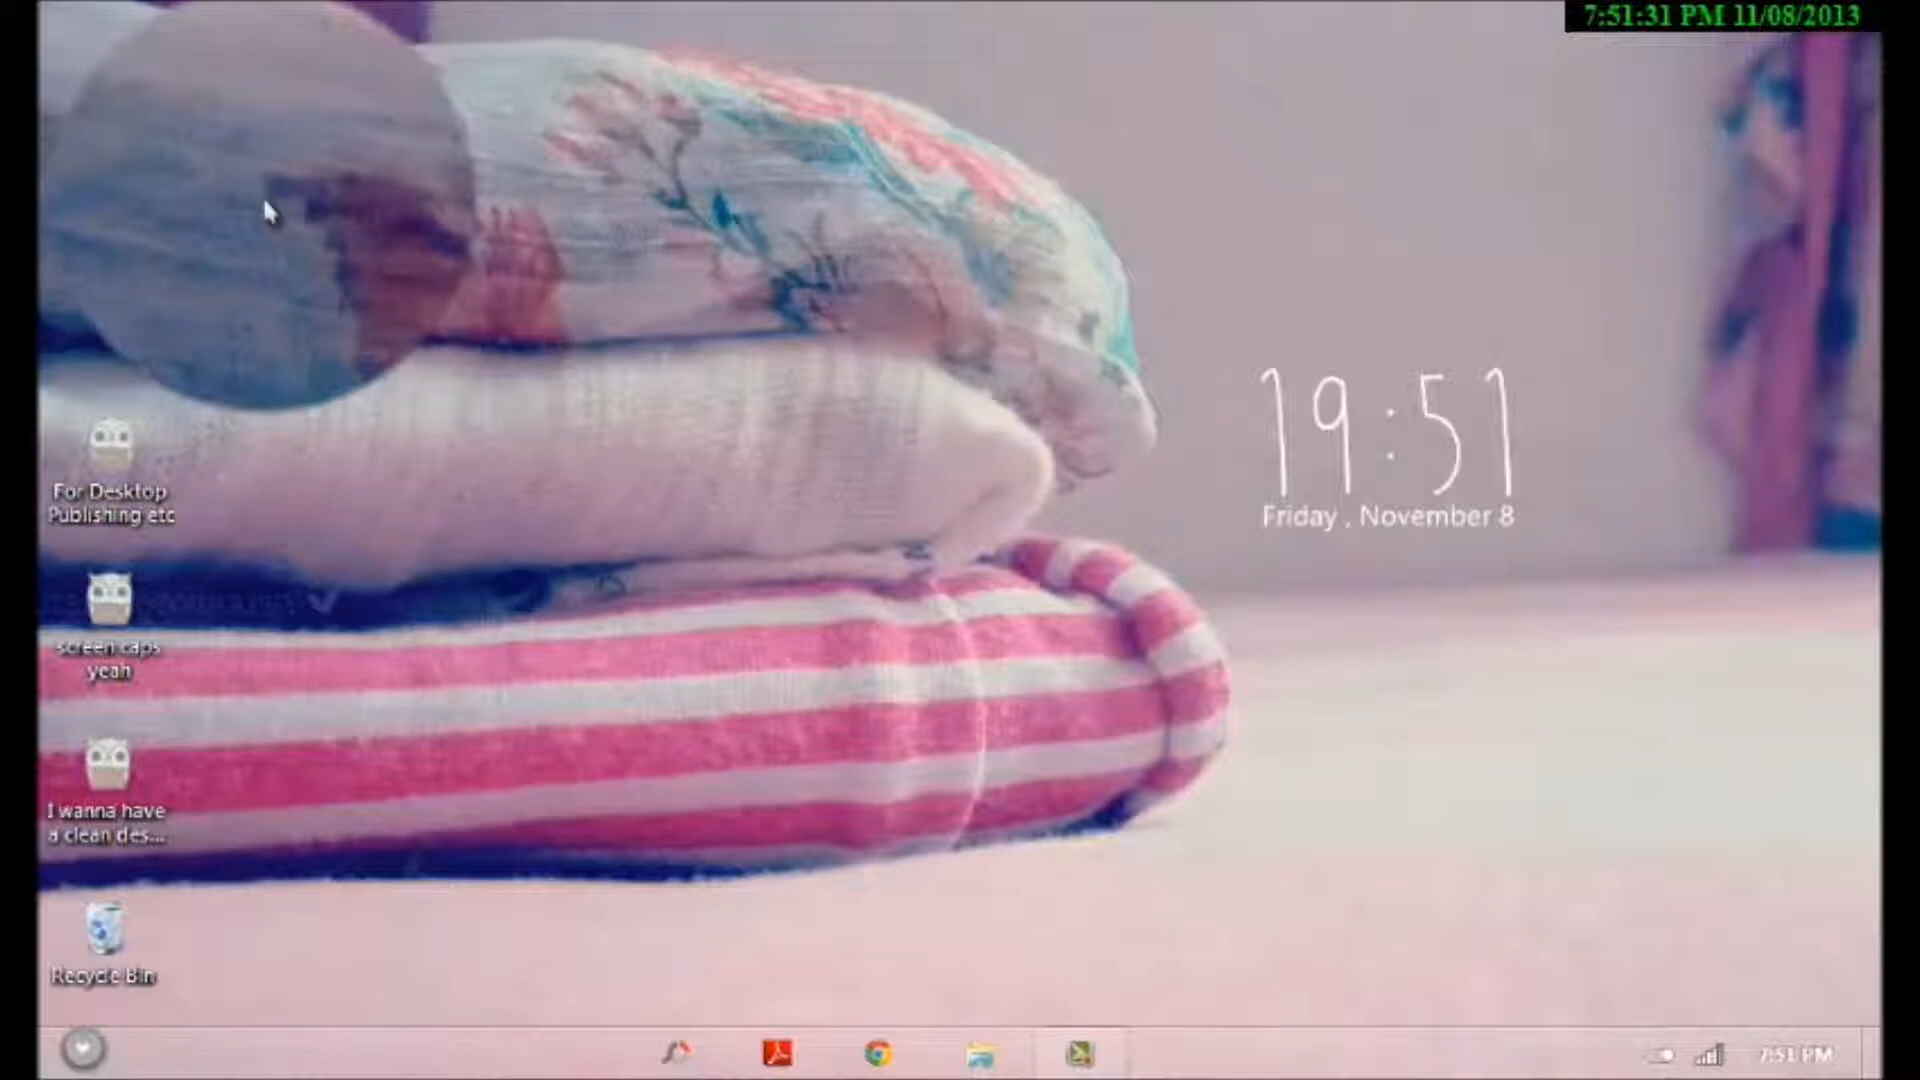 7:51:31 PM 11/08/2013
19:51
Friday , November 8
For Desktop
Publishing etc
screen caps
yeah
I wanna have
a clean des...
Recycle Bin
7:51 PM